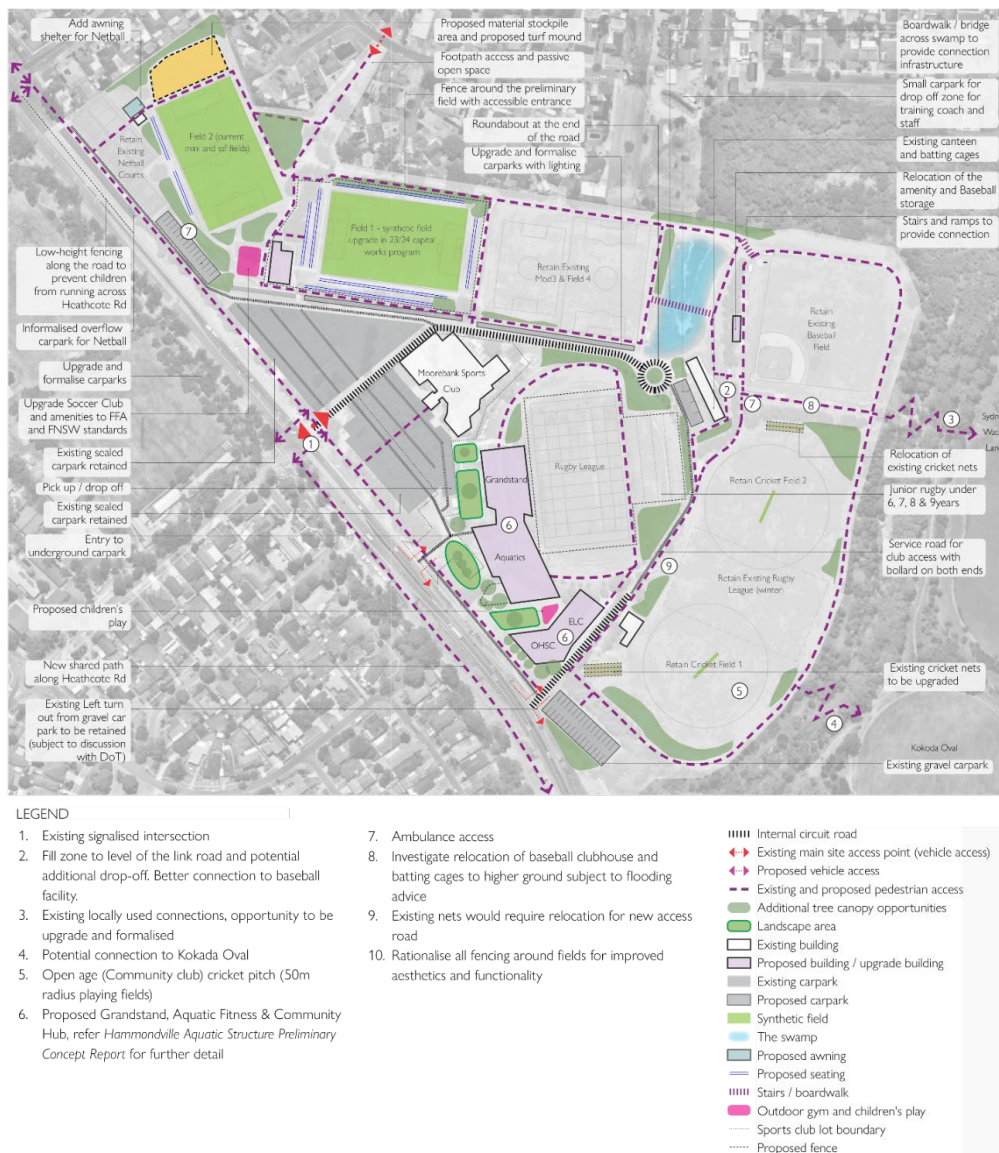 Add awning
shelter for Netball
Proposed material stockpile
area and proposed turf mound
Footpath access and passive
open space
Fence around the preliminary
field with accessible entrance
Roundabout at the end
of the road
Upgrade and formalise
carparks with lighting
Boardwalk / bridge
across swamp to
provide connection
infrastructure
Small carpark for
drop off zone for
training coach and
staff
Existing canteen
and batting cages
Relocation of the
amenity and Baseball
storage
Stairs and ramps to
provide connection
Retain
Existing
Netball
Courts
Field 2 (current
mini and ssf fields)
7
Field 1 - synthetic field
upgrade in 23/24 capital
works program
Retain Existing
Mod3 & Field 4
Retain
Existing
Baseball
Field
Low-height fencing
along the road to
prevent children
from running across
Heathcote Rd
Informalised overflow
carpark for Netball
Upgrade and
formalise carparks
Upgrade Soccer Club
and amenities to FFA
and FNSW standards
Existing sealed
carpark retained
Pick up / drop off
Existing sealed
carpark retained
Entry to
underground carpark
Proposed children's
play
New shared path
along Heathcote Rd
Existing Left turn
out from gravel car
park to be retained
(subject to discussion
with DoT)
Moorebank Sports
Club
1
2
7
8
3
Sydn
Wat
Lan
Grandstand
Rugby League
6
Aquatics
Retain Cricket Field 2
9
Retain Existing Rugby
League (winter)
ELC
OHSC
6
Retain Cricket Field 1
5
4
Kokoda Oval
Relocation of
existing cricket nets
Junior rugby under
6, 7, 8 & 9years
Service road for
club access with
bollard on both ends
Existing cricket nets
to be upgraded
Existing gravel carpark
LEGEND
1. Existing signalised intersection
2. Fill zone to level of the link road and potential
additional drop-off. Better connection to baseball
facility.
3. Existing locally used connections, opportunity to be
upgrade and formalised
4. Potential connection to Kokada Oval
5. Open age (Community club) cricket pitch (50m
radius playing fields)
6. Proposed Grandstand, Aquatic Fitness & Community
Hub, refer Hammondville Aquatic Structure Preliminary
Concept Report for further detail
7. Ambulance access
8. Investigate relocation of baseball clubhouse and
batting cages to higher ground subject to flooding
advice
9. Existing nets would require relocation for new access
road
10. Rationalise all fencing around fields for improved
aesthetics and functionality
Internal circuit road
Existing main site access point (vehicle access)
Proposed vehicle access
Existing and proposed pedestrian access
Additional tree canopy opportunities
Landscape area
Existing building
Proposed building / upgrade building
Existing carpark
Proposed carpark
Synthetic field
The swamp
Proposed awning
Proposed seating
Stairs / boardwalk
Outdoor gym and children's play
Sports club lot boundary
Proposed fence